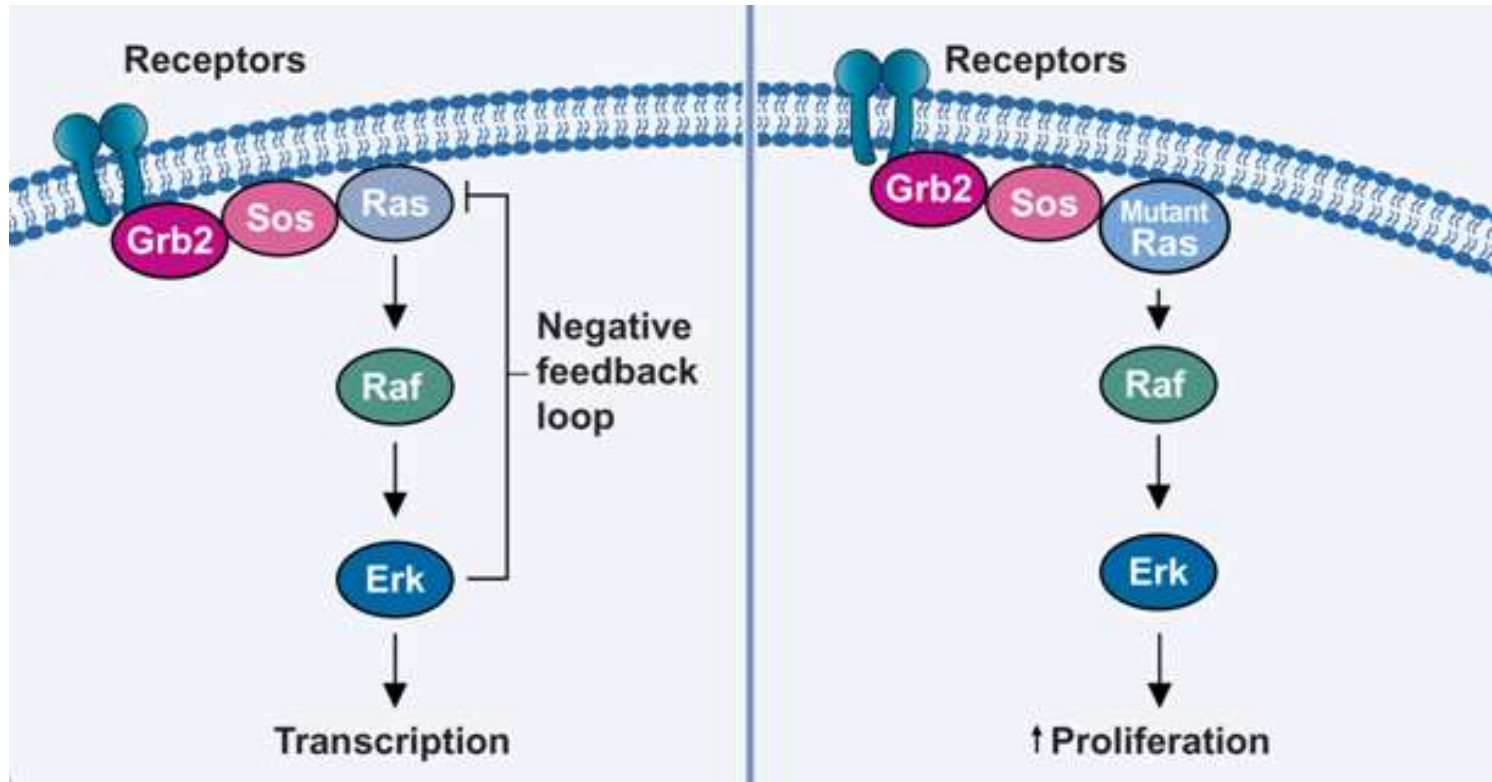 Receptors
Grb2
Sos
Ras
Raf
Negative
feedback
loop
Erk
Transcription
Receptors
Grb2
Sos
Mutant
Ras
Raf
Erk
↑ Proliferation